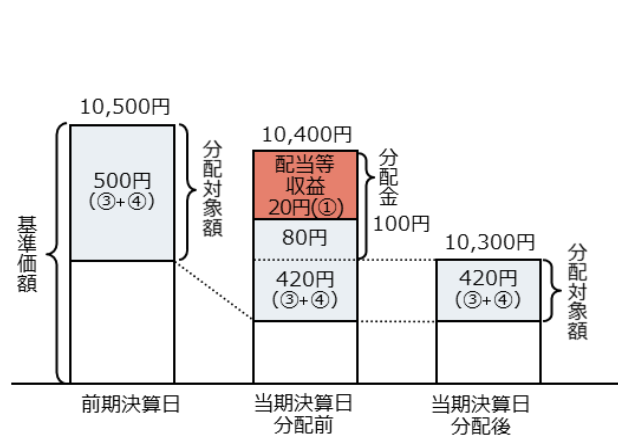 10,500円
500円
(③+④)
分配対象額
基準価額
10,400円
配当等
収益
20円(①)
80円
420円
(③+④)
分配金
100円
10,300円
420円
(③+④)
分配対象額
前期決算日
当期決算日
分配前
当期決算日
分配後